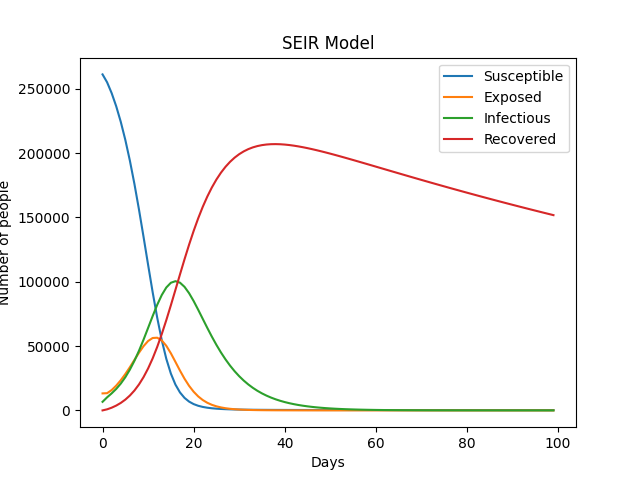 SEIR Model
Susceptible
Exposed
Infectious
Recovered
Number of people
250000
200000
150000
100000
50000
0
0 20 40 60 80 100
Days